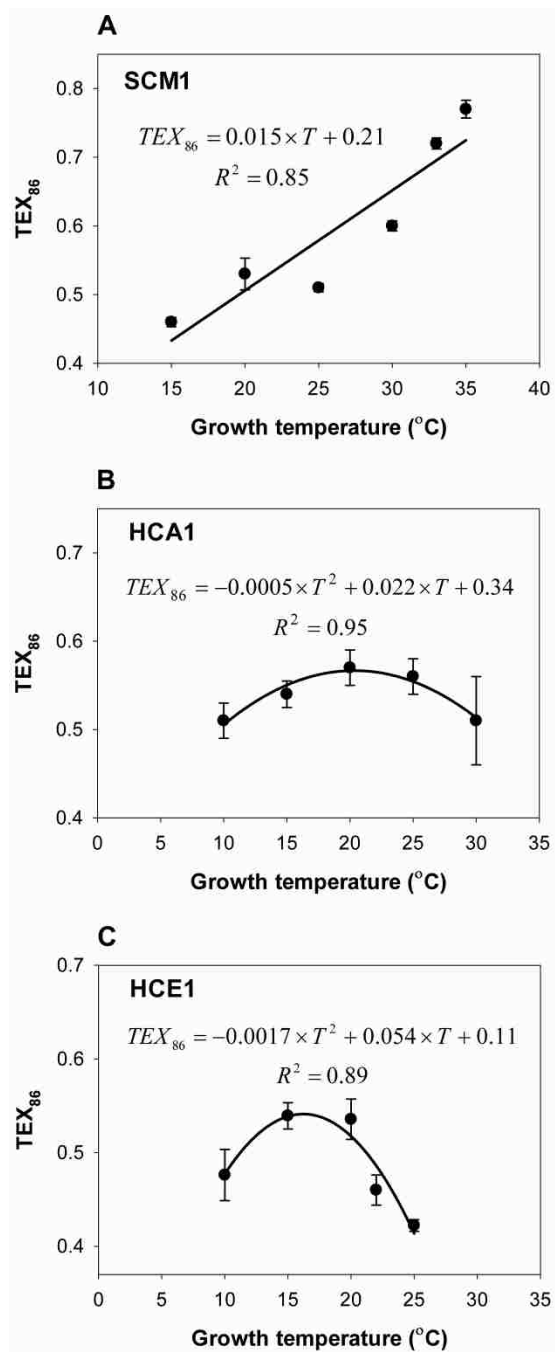 A
SCM1
TEX₈₆ = 0.015 × T + 0.21
R² = 0.85
TEX₈₆
0.8
0.7
0.6
0.5
0.4
10 15 20 25 30 35 40
Growth temperature (°C)
B
HCA1
TEX₈₆ = −0.0005 × T² + 0.022 × T + 0.34
R² = 0.95
TEX₈₆
0.7
0.6
0.5
0.4
0 5 10 15 20 25 30 35
Growth temperature (°C)
C
HCE1
TEX₈₆ = −0.0017 × T² + 0.054 × T + 0.11
R² = 0.89
TEX₈₆
0.7
0.6
0.5
0.4
0 5 10 15 20 25 30 35
Growth temperature (°C)